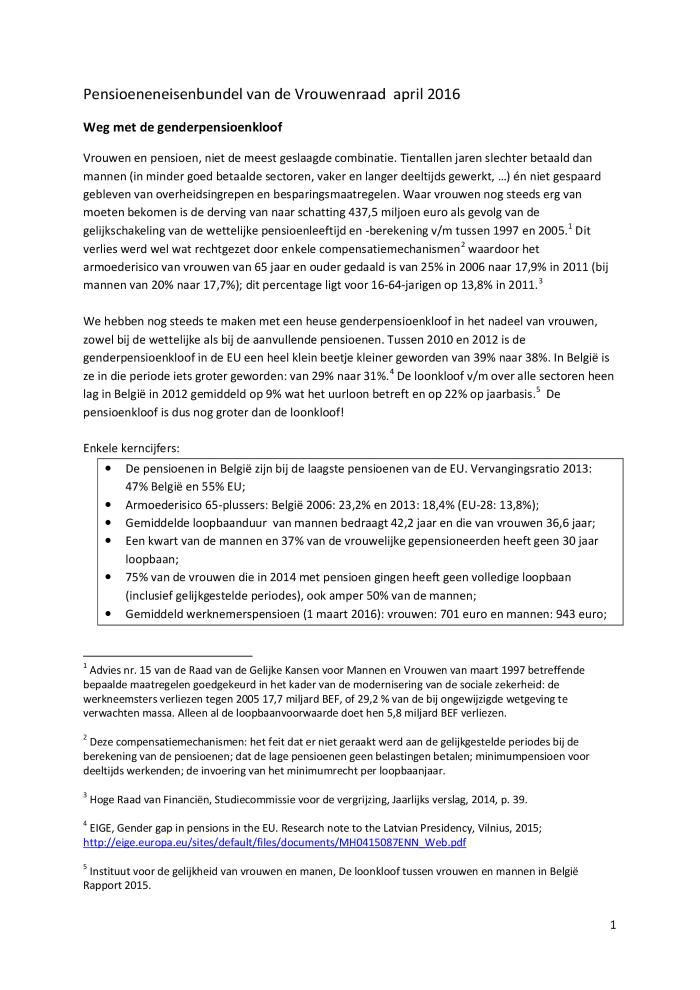 Pensioeneneisenbundel van de Vrouwenraad  april 2016
Weg met de genderpensioenkloof
Vrouwen en pensioen, niet de meest geslaagde combinatie. Tientallen jaren slechter betaald dan
mannen (in minder goed betaalde sectoren, vaker en langer deeltijds gewerkt, …) én niet gespaard
gebleven van overheidsingrepen en besparingsmaatregelen. Waar vrouwen nog steeds erg van
moeten bekomen is de derving van naar schatting 437,5 miljoen euro als gevolg van de
gelijkschakeling van de wettelijke pensioenleeftijd en -berekening v/m tussen 1997 en 2005.1 Dit
verlies werd wel wat rechtgezet door enkele compensatiemechanismen2 waardoor het
armoederisico van vrouwen van 65 jaar en ouder gedaald is van 25% in 2006 naar 17,9% in 2011 (bij
mannen van 20% naar 17,7%); dit percentage ligt voor 16-64-jarigen op 13,8% in 2011.3
We hebben nog steeds te maken met een heuse genderpensioenkloof in het nadeel van vrouwen,
zowel bij de wettelijke als bij de aanvullende pensioenen. Tussen 2010 en 2012 is de
genderpensioenkloof in de EU een heel klein beetje kleiner geworden van 39% naar 38%. In België is
ze in die periode iets groter geworden: van 29% naar 31%.4 De loonkloof v/m over alle sectoren heen
lag in België in 2012 gemiddeld op 9% wat het uurloon betreft en op 22% op jaarbasis.5  De
pensioenkloof is dus nog groter dan de loonkloof!
Enkele kerncijfers:
• De pensioenen in België zijn bij de laagste pensioenen van de EU. Vervangingsratio 2013:
47% België en 55% EU;
• Armoederisico 65-plussers: België 2006: 23,2% en 2013: 18,4% (EU-28: 13,8%);
• Gemiddelde loopbaanduur  van mannen bedraagt 42,2 jaar en die van vrouwen 36,6 jaar;
• Een kwart van de mannen en 37% van de vrouwelijke gepensioneerden heeft geen 30 jaar
loopbaan;
• 75% van de vrouwen die in 2014 met pensioen gingen heeft geen volledige loopbaan
(inclusief gelijkgestelde periodes), ook amper 50% van de mannen;
• Gemiddeld werknemerspensioen (1 maart 2016): vrouwen: 701 euro en mannen: 943 euro;
1 Advies nr. 15 van de Raad van de Gelijke Kansen voor Mannen en Vrouwen van maart 1997 betreffende
bepaalde maatregelen goedgekeurd in het kader van de modernisering van de sociale zekerheid: de
werkneemsters verliezen tegen 2005 17,7 miljard BEF, of 29,2 % van de bij ongewijzigde wetgeving te
verwachten massa. Alleen al de loopbaanvoorwaarde doet hen 5,8 miljard BEF verliezen.
2 Deze compensatiemechanismen: het feit dat er niet geraakt werd aan de gelijkgestelde periodes bij de
berekening van de pensioenen; dat de lage pensioenen geen belastingen betalen; minimumpensioen voor
deeltijds werkenden; de invoering van het minimumrecht per loopbaanjaar.
3 Hoge Raad van Financiën, Studiecommissie voor de vergrijzing, Jaarlijks verslag, 2014, p. 39.
4 EIGE, Gender gap in pensions in the EU. Research note to the Latvian Presidency, Vilnius, 2015;
http://eige.europa.eu/sites/default/files/documents/MH0415087ENN_Web.pdf
5 Instituut voor de gelijkheid van vrouwen en manen, De loonkloof tussen vrouwen en mannen in België
Rapport 2015.
1